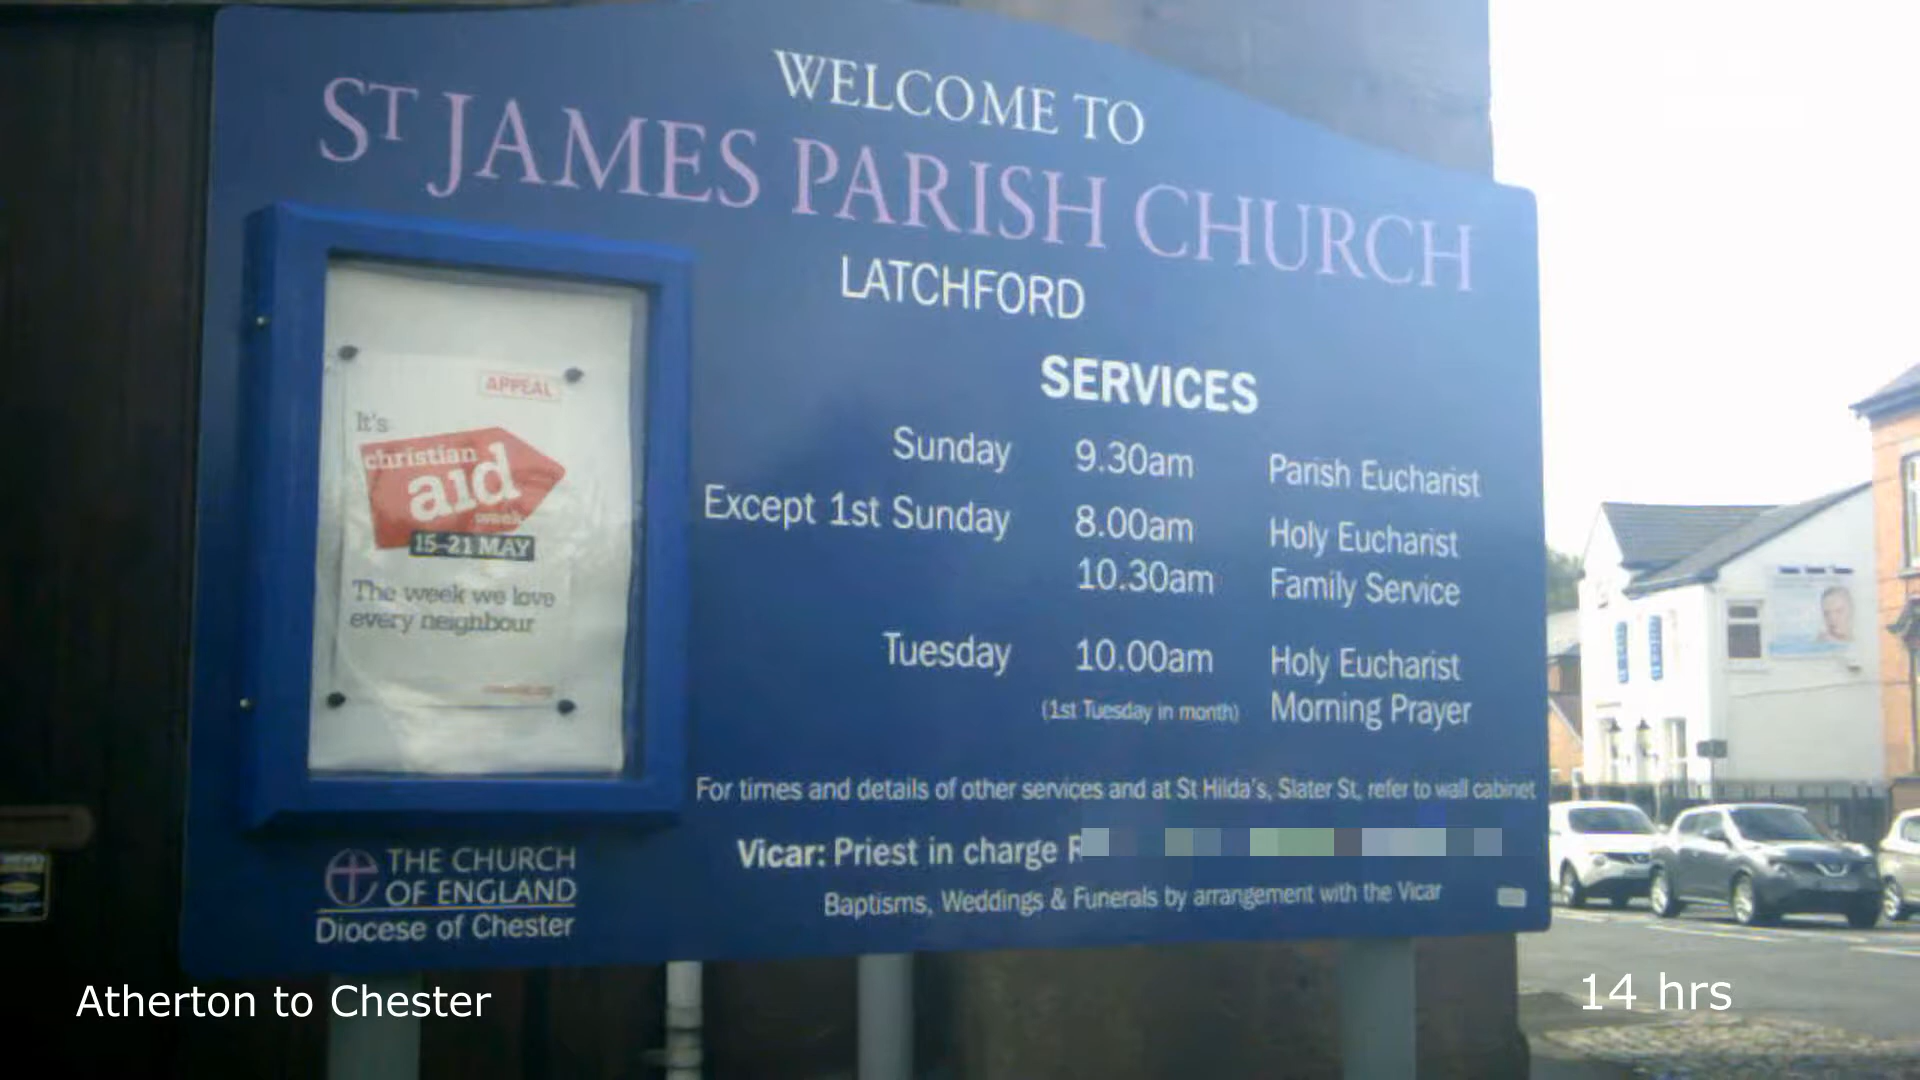 WELCOME TO
ST JAMES PARISH CHURCH
LATCHFORD
SERVICES
Sunday 9.30am Parish Eucharist
Except 1st Sunday 8.00am Holy Eucharist
10.30am Family Service
Tuesday 10.00am Holy Eucharist
(1st Tuesday in month) Morning Prayer
For times and details of other services and at St Hilda's, Slater St, refer to wall cabinet
Vicar: Priest in charge R
Baptisms, Weddings & Funerals by arrangement with the Vicar
APPEAL
It's
christian
aid
week
15-21 MAY
The week we love
every neighbour
THE CHURCH
OF ENGLAND
Diocese of Chester
Atherton to Chester
14 hrs